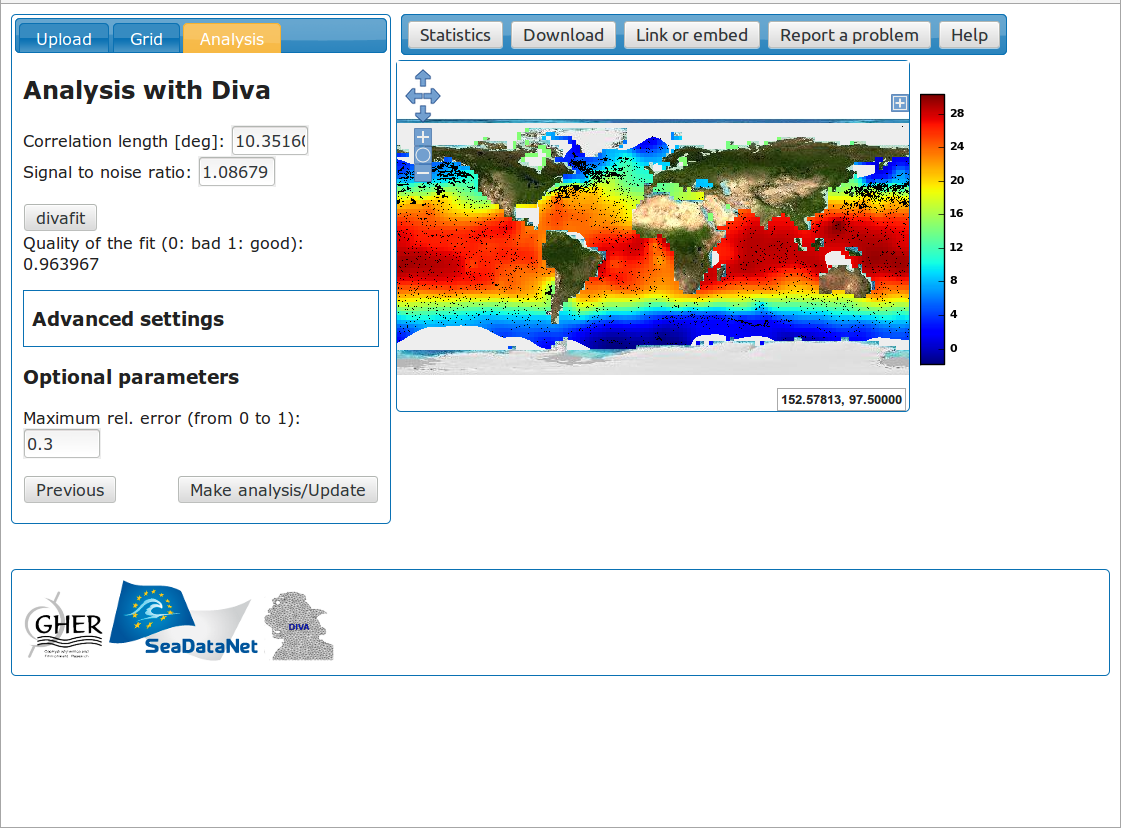 Upload Grid Analysis
Statistics Download Link or embed Report a problem Help
Analysis with Diva
Correlation length [deg]: 10.35160
Signal to noise ratio: 1.08679
divafit
Quality of the fit (0: bad 1: good):
0.963967
Advanced settings
Optional parameters
Maximum rel. error (from 0 to 1):
0.3
Previous Make analysis/Update
28
24
20
16
12
8
4
0
152.57813, 97.50000
GHER
SeaDataNet
DIVA